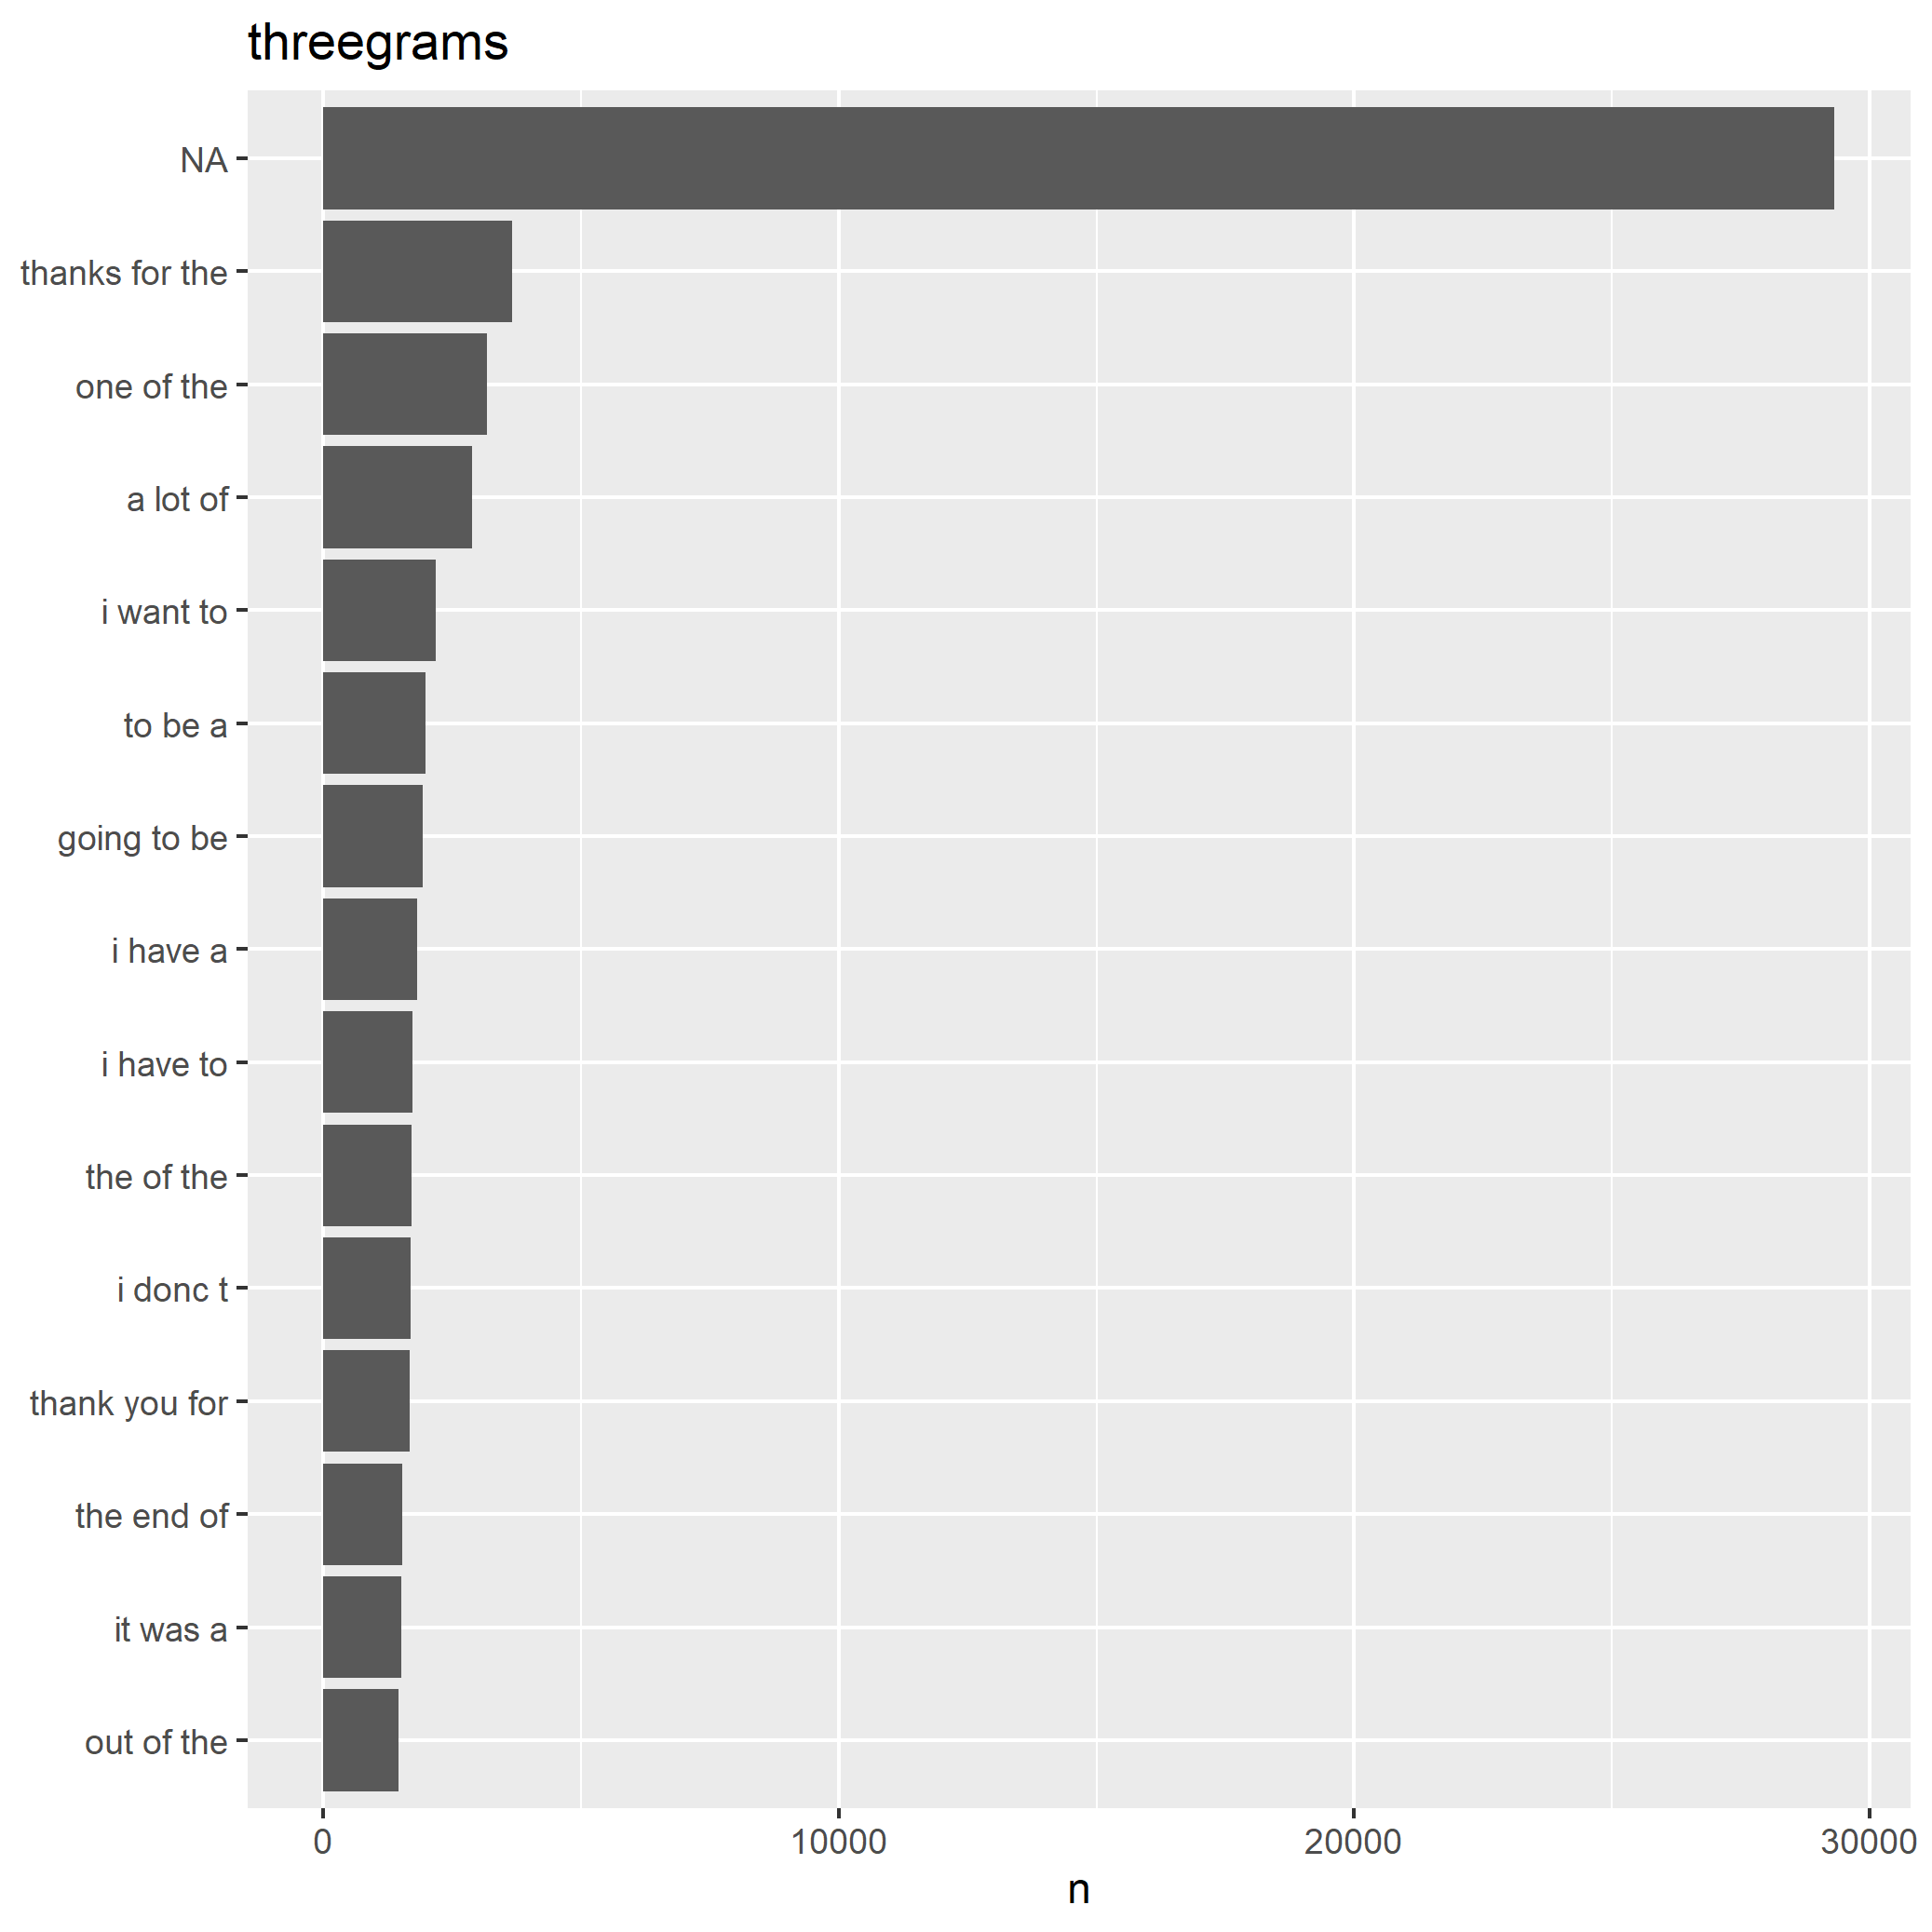 threegrams
NA
thanks for the
one of the
a lot of
i want to
to be a
going to be
i have a
i have to
the of the
i donc t
thank you for
the end of
it was a
out of the
0 10000 20000 30000
n